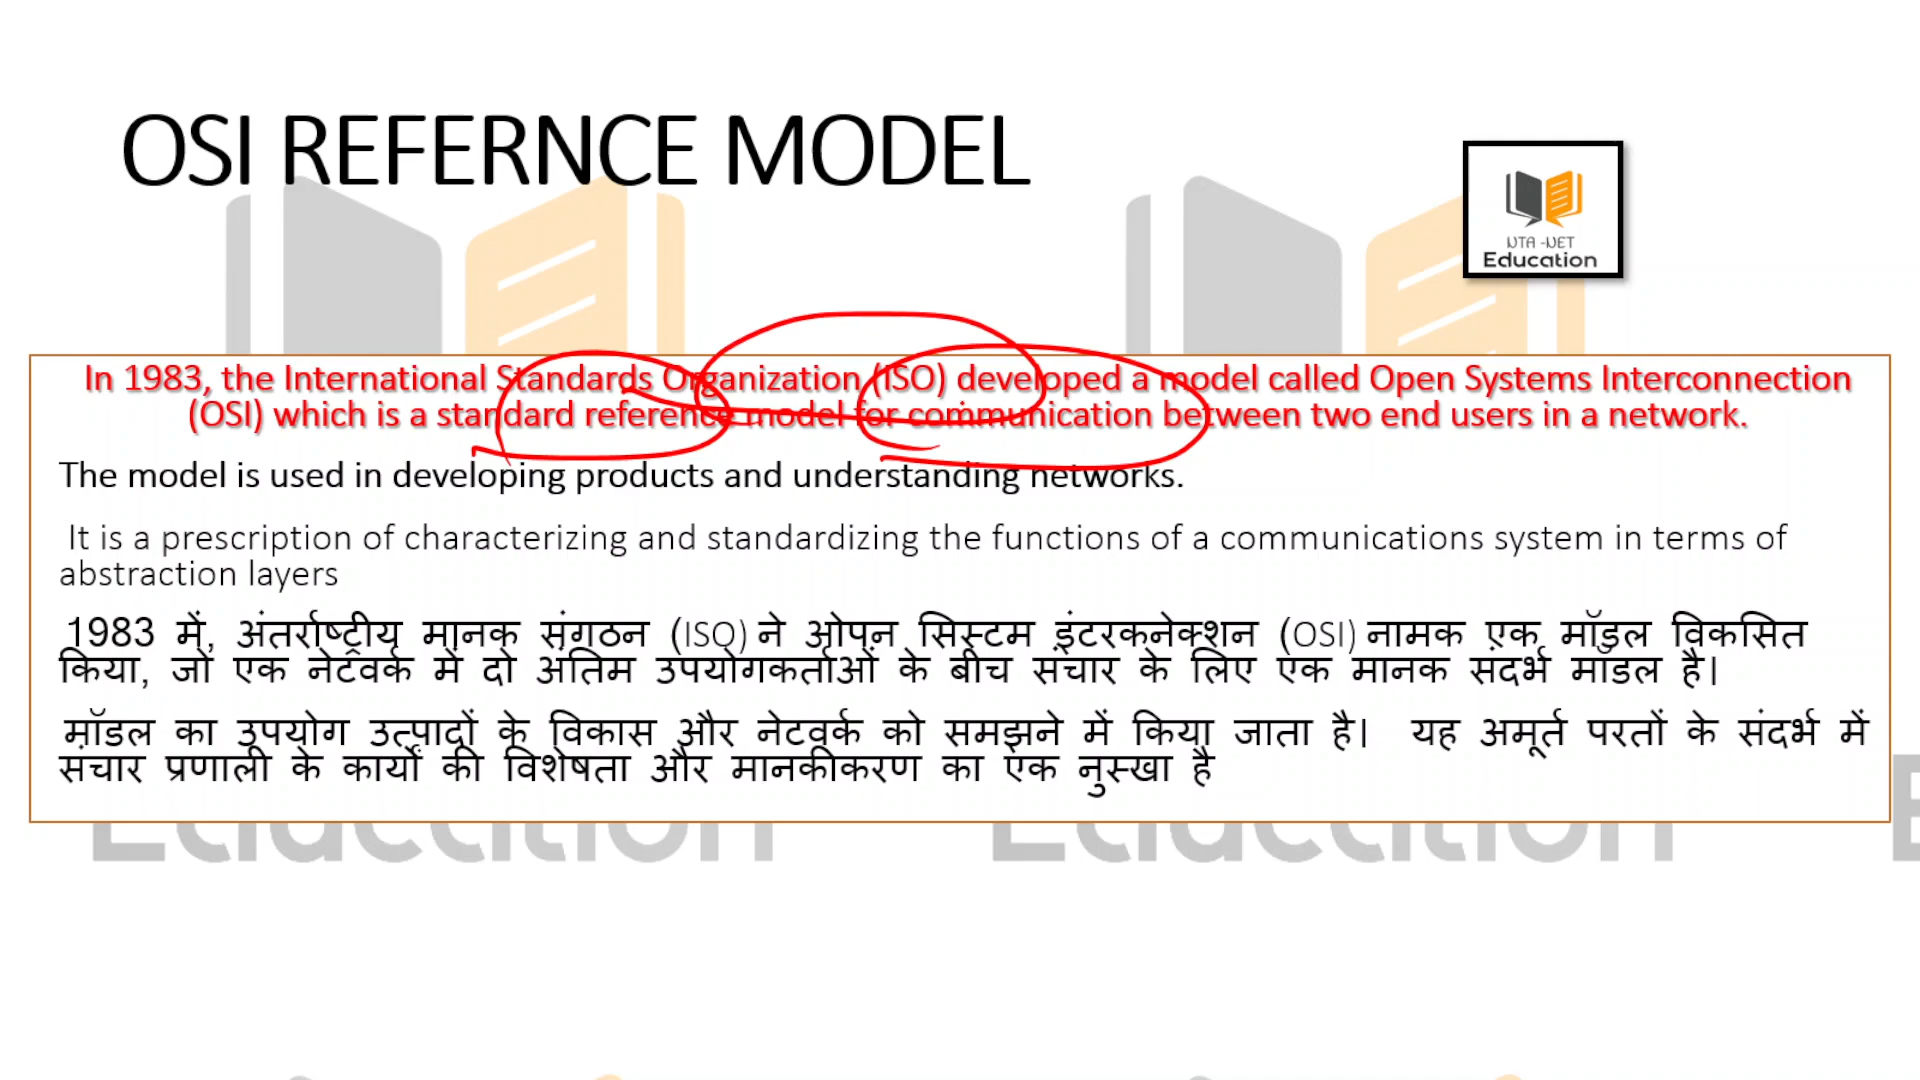 OSI REFERNCE MODEL
NTA -NET
Education
In 1983, the International Standards Organization (ISO) developed a model called Open Systems Interconnection
(OSI) which is a standard reference model for communication between two end users in a network.
The model is used in developing products and understanding networks.
It is a prescription of characterizing and standardizing the functions of a communications system in terms of
abstraction layers
1983 में, अंतर्राष्ट्रीय मानक संगठन (ISO) ने ओपन सिस्टम इंटरकनेक्शन (OSI) नामक एक मॉडल विकसित
किया, जो एक नेटवर्क में दो अंतिम उपयोगकर्ताओं के बीच संचार के लिए एक मानक संदर्भ मॉडल है।
मॉडल का उपयोग उत्पादों के विकास और नेटवर्क को समझने में किया जाता है। यह अमूर्त परतों के संदर्भ में
संचार प्रणाली के कार्यों की विशेषता और मानकीकरण का एक नुस्खा है
Education Education